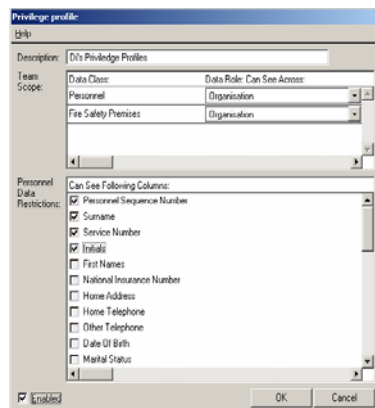 Privilege profile
Help
Description: Di's Priviledge Profiles
Team Scope:
Data Class: Data Role: Can See Across:
Personnel Organisation
Fire Safety Premises Organisation
Personnel Data Restrictions:
Can See Following Columns:
Personnel Sequence Number
Surname
Service Number
Initials
First Names
National Insurance Number
Home Address
Home Telephone
Other Telephone
Date Of Birth
Marital Status
Enabled OK Cancel